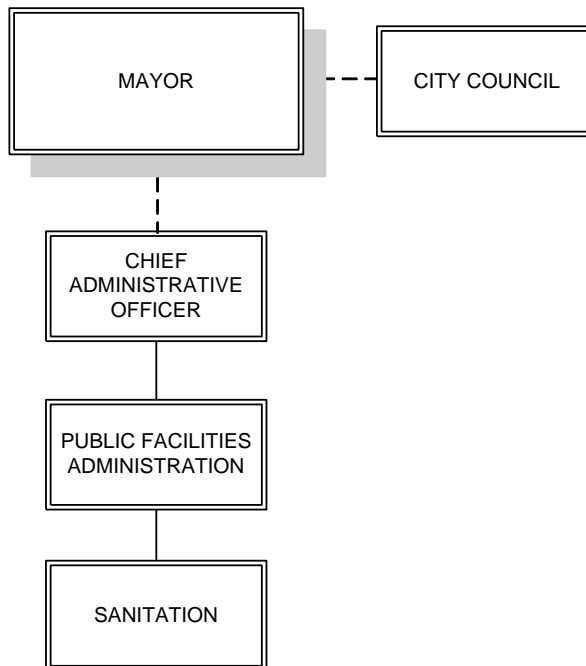 MAYOR
CITY COUNCIL
CHIEF
ADMINISTRATIVE
OFFICER
PUBLIC FACILITIES
ADMINISTRATION
SANITATION